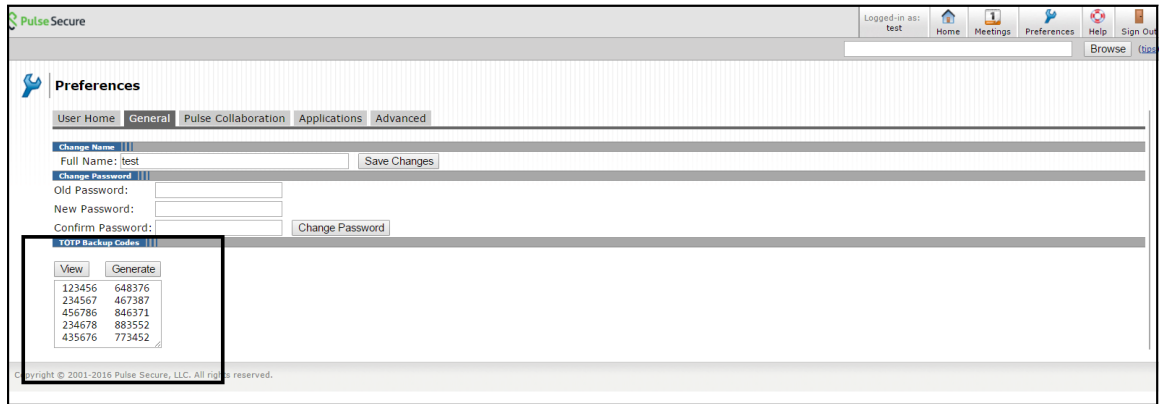 Pulse Secure
Logged-in as:
test
Home
Meetings
Preferences
Help
Sign Out
Browse
(tips)
Preferences
User Home General Pulse Collaboration Applications Advanced
Change Name
Full Name: test Save Changes
Change Password
Old Password:
New Password:
Confirm Password: Change Password
TOTP Backup Codes
View Generate
123456 648376
234567 467387
456786 846371
234678 883552
435676 773452
Copyright © 2001-2016 Pulse Secure, LLC. All rights reserved.